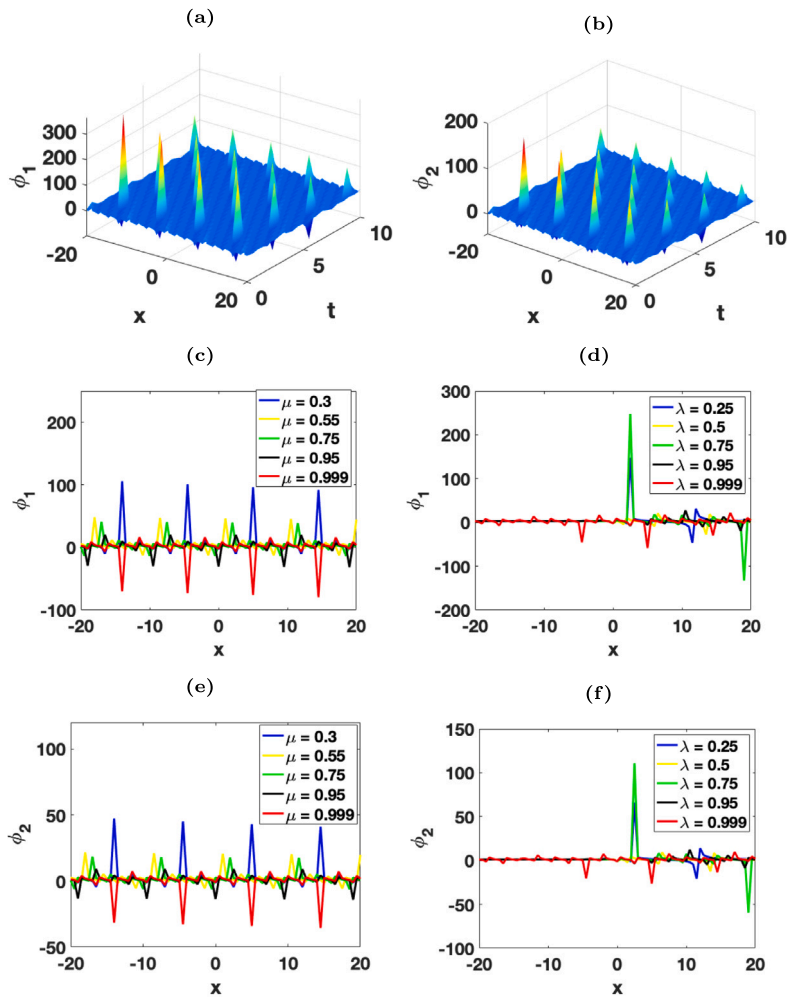 (a)
300
200
100
0
ϕ1
-20
0
20
x
0
5
10
t
(b)
200
100
0
ϕ2
-20
0
20
x
0
5
10
t
(c)
200
100
0
-100
ϕ1
-20
-10
0
10
20
x
μ = 0.3
μ = 0.55
μ = 0.75
μ = 0.95
μ = 0.999
(d)
300
200
100
0
-100
-200
ϕ1
-20
-10
0
10
20
x
λ = 0.25
λ = 0.5
λ = 0.75
λ = 0.95
λ = 0.999
(e)
100
50
0
-50
ϕ2
-20
-10
0
10
20
x
μ = 0.3
μ = 0.55
μ = 0.75
μ = 0.95
μ = 0.999
(f)
150
100
50
0
-50
-100
ϕ2
-20
-10
0
10
20
x
λ = 0.25
λ = 0.5
λ = 0.75
λ = 0.95
λ = 0.999